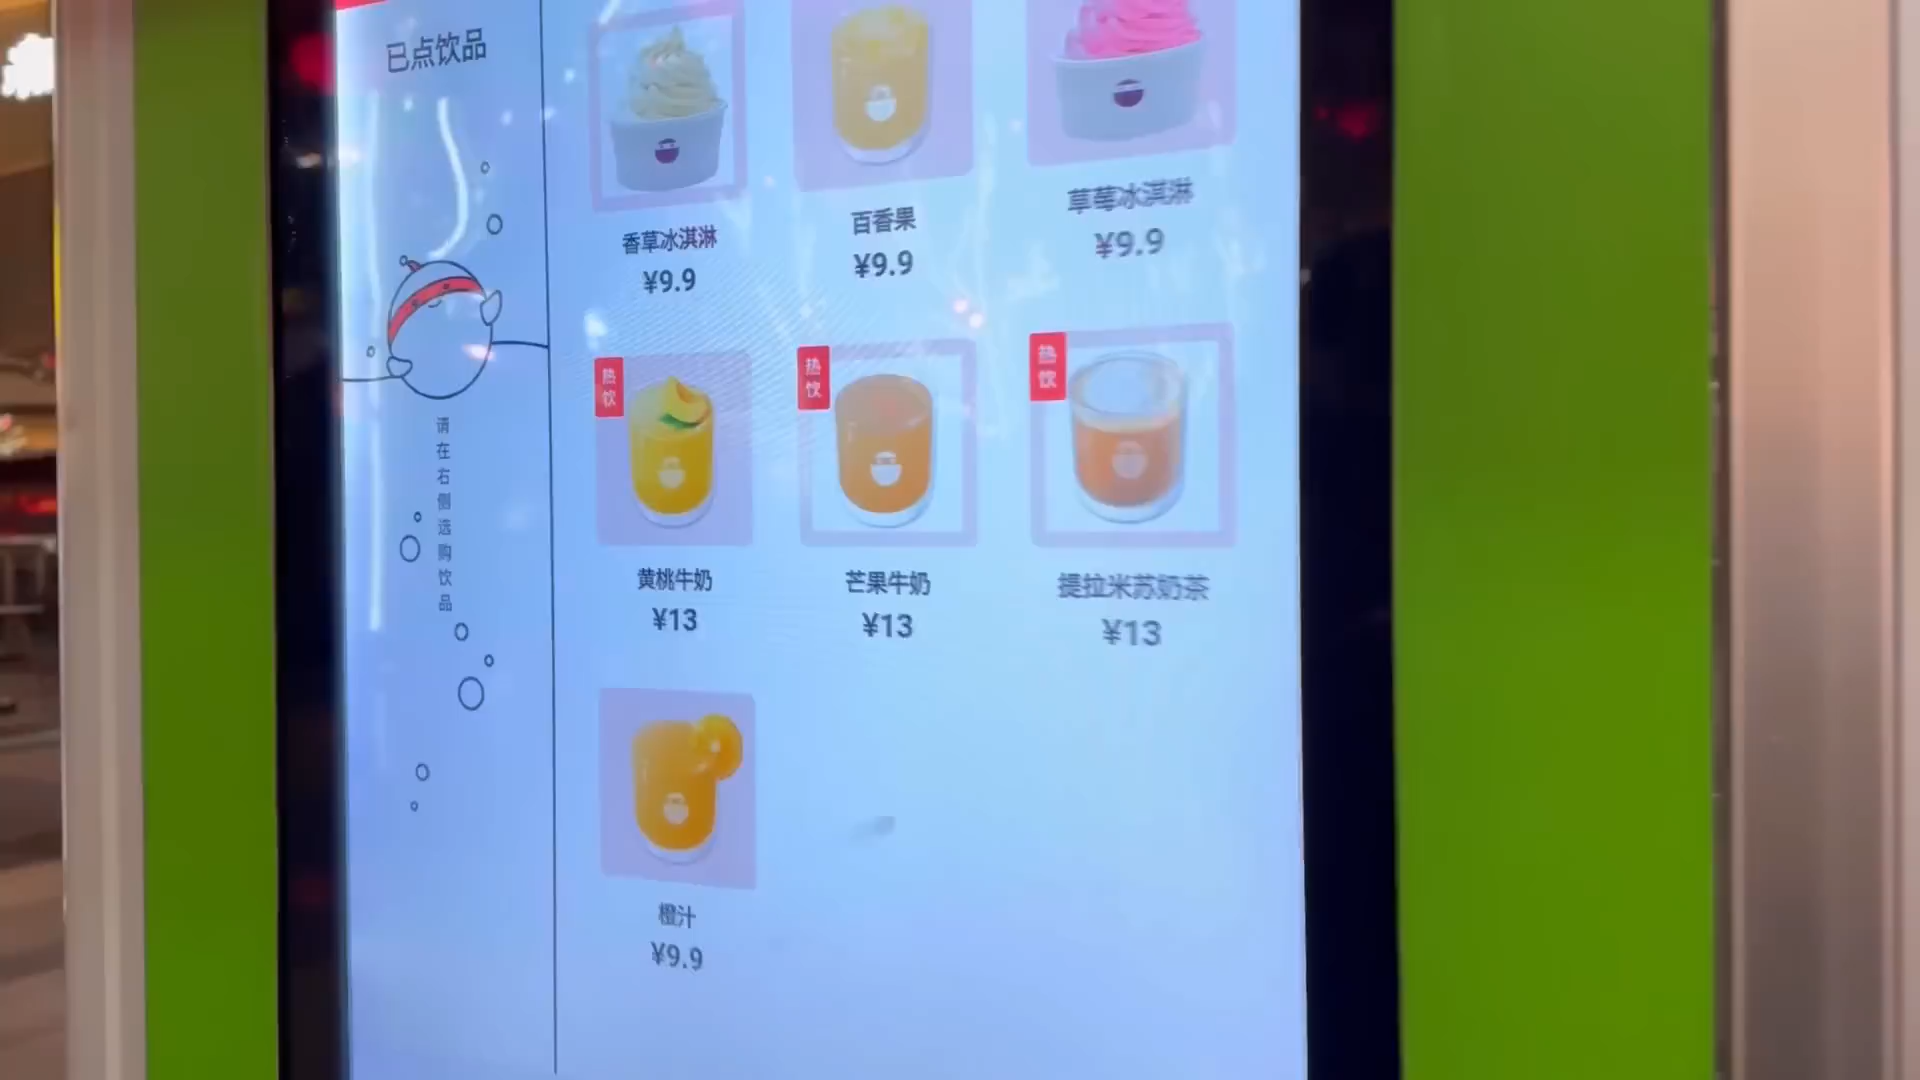 已点饮品
请在右侧选购饮品
香草冰淇淋
¥9.9
百香果
¥9.9
草莓冰淇淋
¥9.9
热饮
黄桃牛奶
¥13
热饮
芒果牛奶
¥13
热饮
提拉米苏奶茶
¥13
橙汁
¥9.9